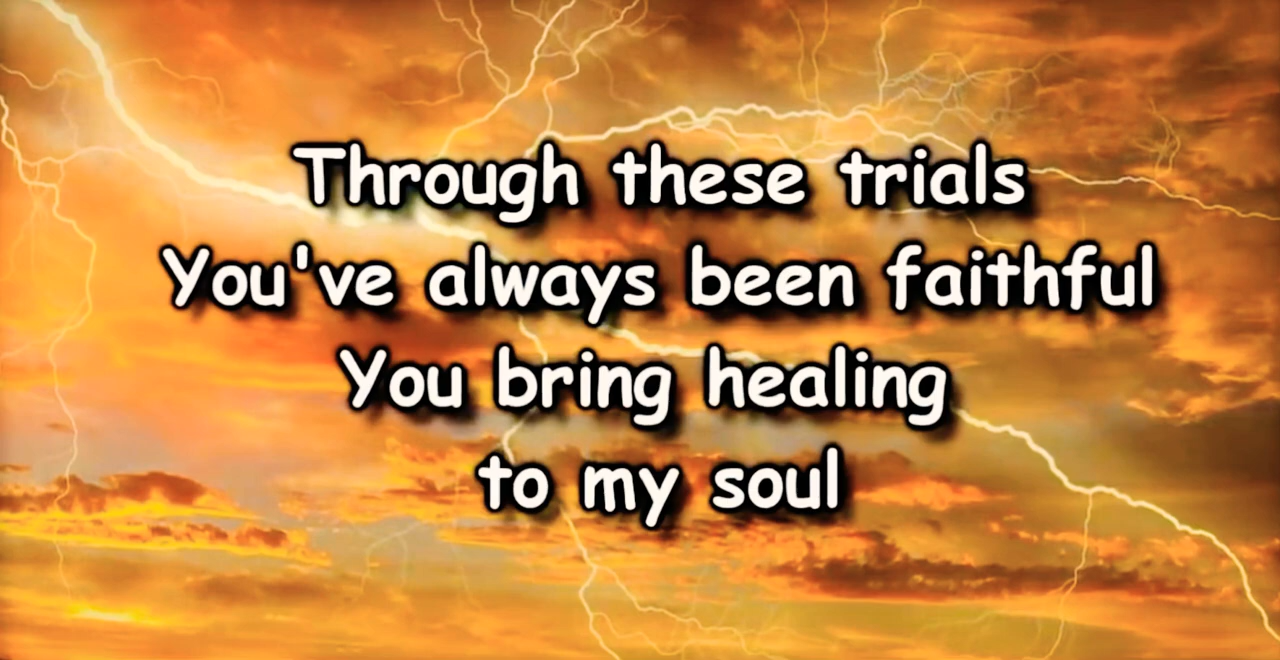 Through these trials
You've always been faithful
You bring healing
to my soul